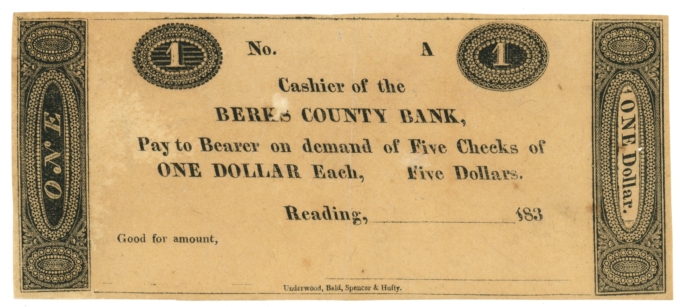 ONE
1
No.
A
1
Cashier of the
BERKS COUNTY BANK,
Pay to Bearer on demand of Five Checks of
ONE DOLLAR Each, Five Dollars.
Reading, 183
Good for amount,
Underwood, Bald, Spencer & Hufty.
ONE Dollar.